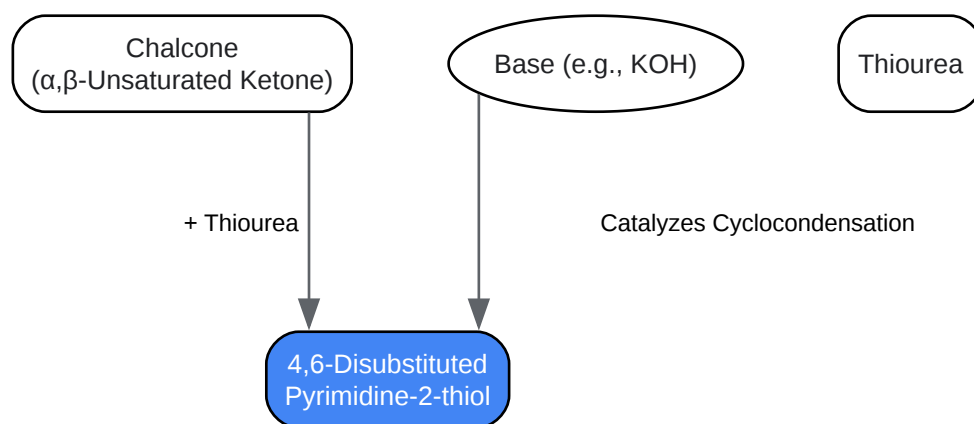 Chalcone
(α,β-Unsaturated Ketone)
Base (e.g., KOH)
Thiourea
+ Thiourea
Catalyzes Cyclocondensation
4,6-Disubstituted
Pyrimidine-2-thiol